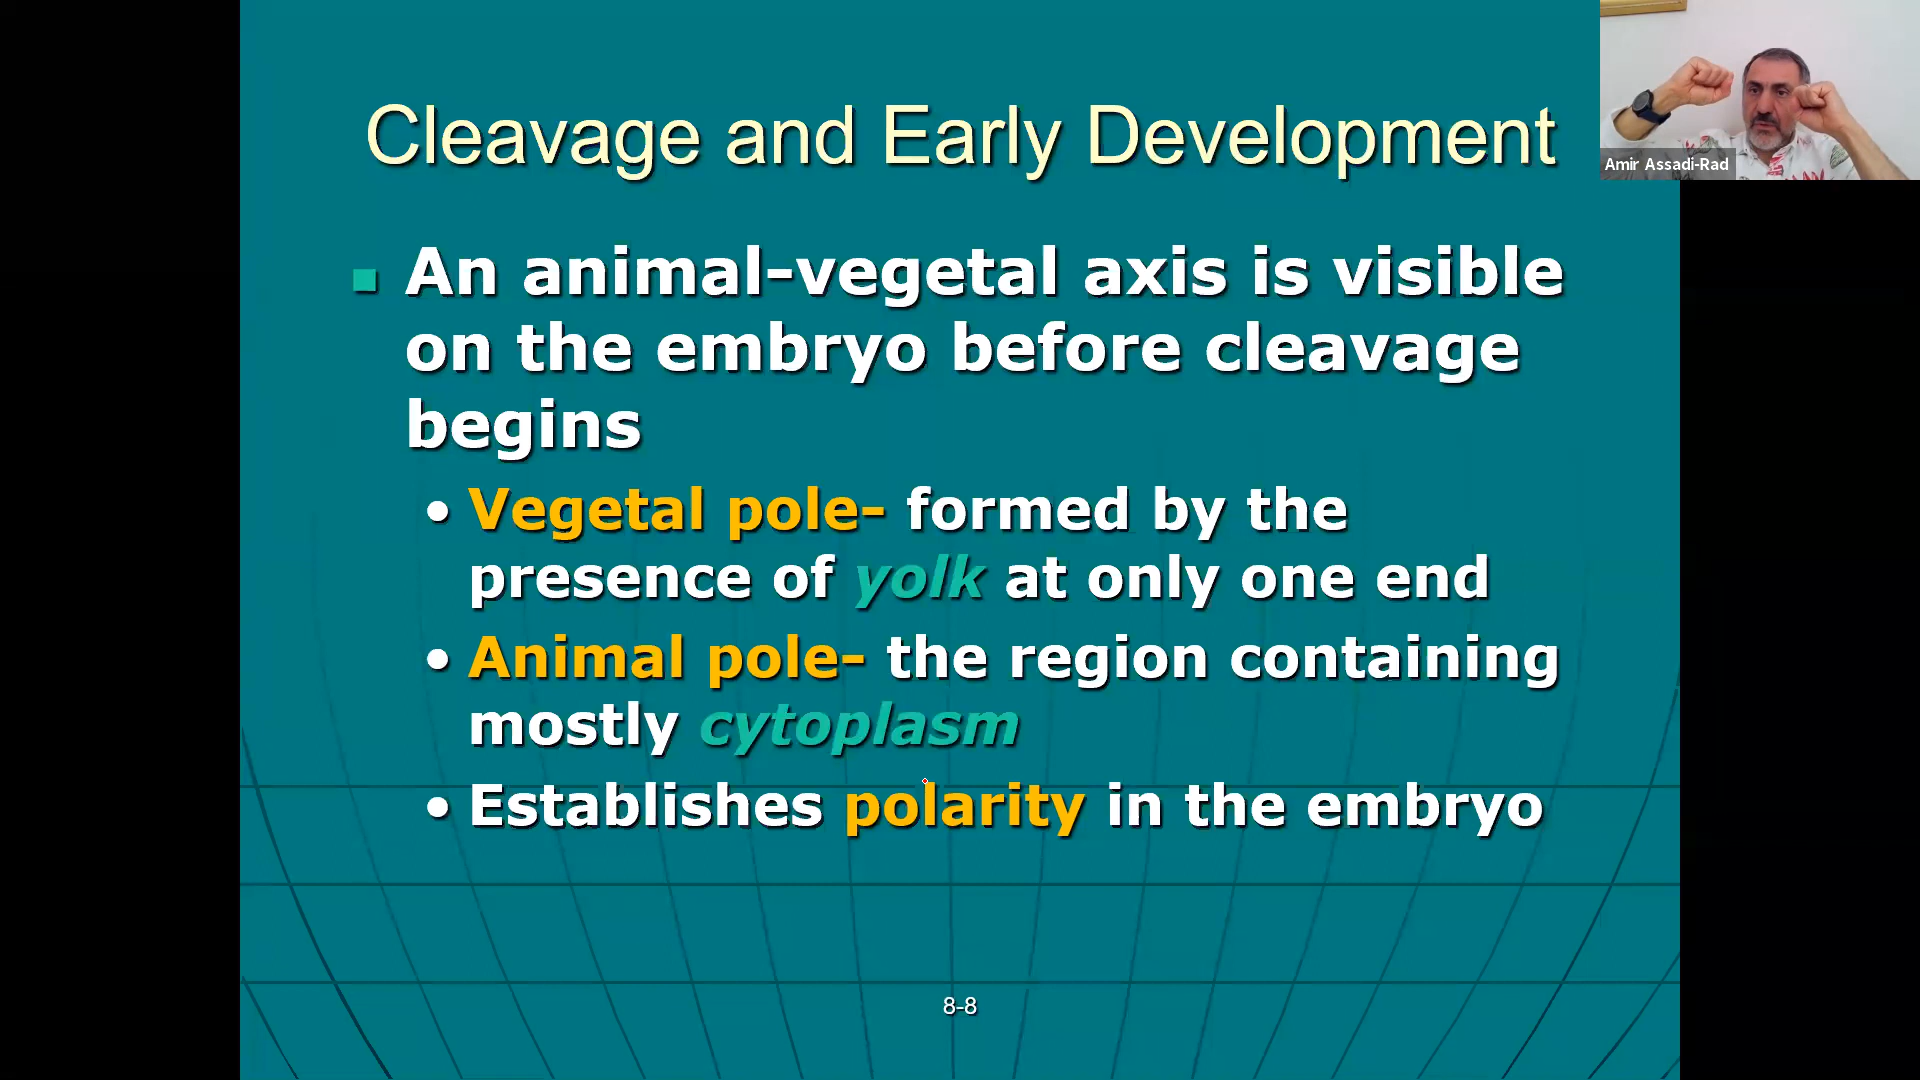 Cleavage and Early Development
Amir Assadi-Rad
An animal-vegetal axis is visible
on the embryo before cleavage
begins
• Vegetal pole- formed by the
presence of yolk at only one end
• Animal pole- the region containing
mostly cytoplasm
• Establishes polarity in the embryo
8-8